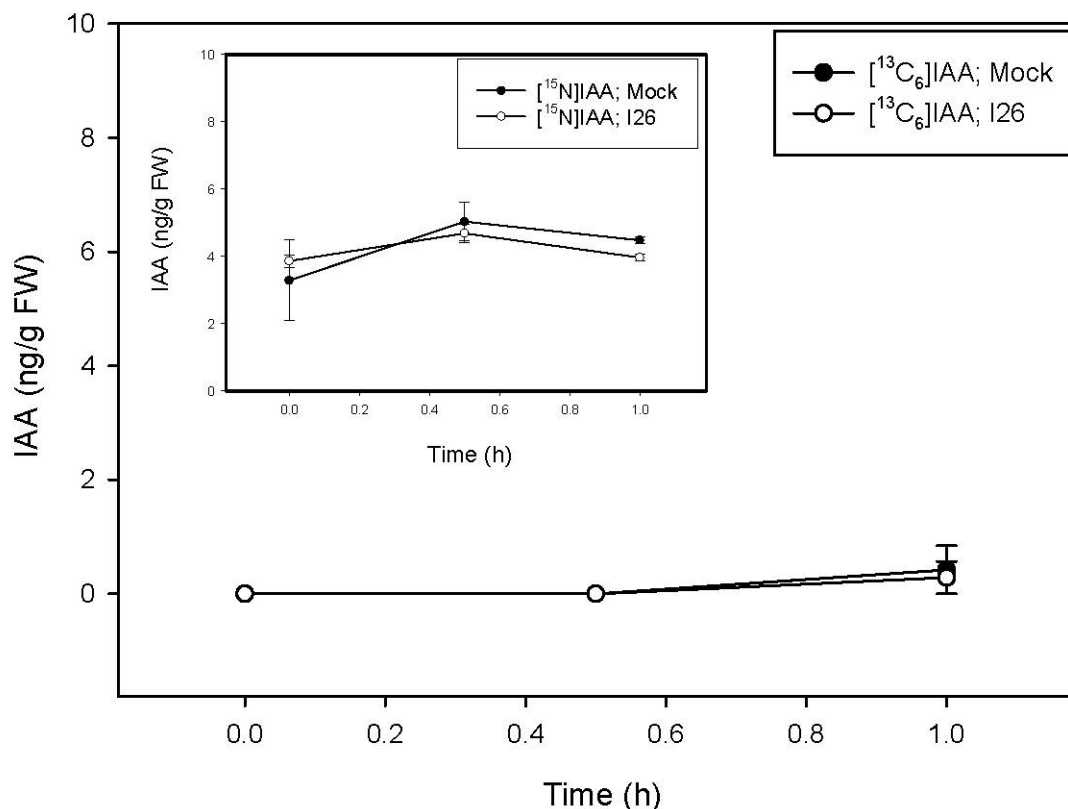 10
8
6
4
2
0
IAA (ng/g FW)
0.0 0.2 0.4 0.6 0.8 1.0
Time (h)
[¹³C₆]IAA; Mock
[¹³C₆]IAA; I26
10
8
6
4
2
0
IAA (ng/g FW)
0.0 0.2 0.4 0.6 0.8 1.0
Time (h)
[¹⁵N]IAA; Mock
[¹⁵N]IAA; I26